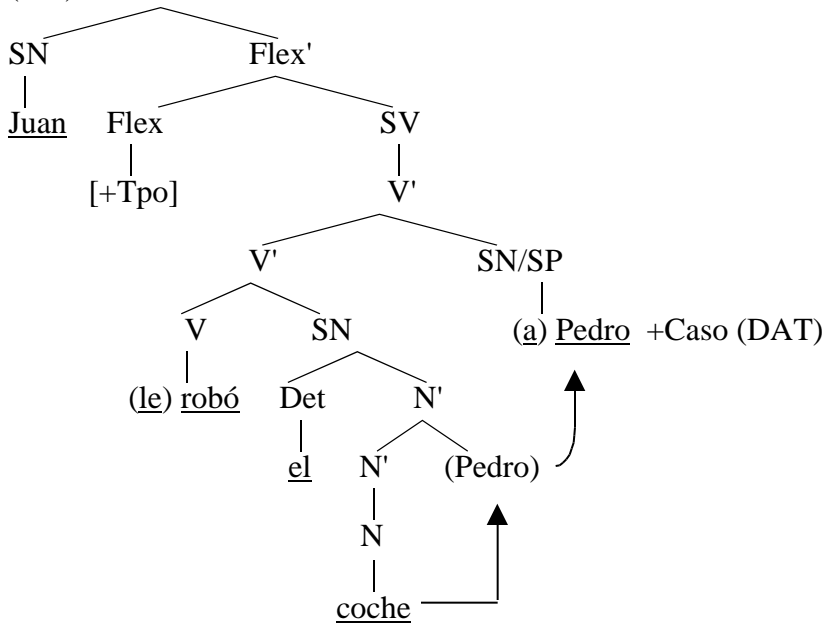 SN Flex'
Juan Flex SV
[+Tpo] V'
V' SN/SP
V SN (a) Pedro +Caso (DAT)
(le) robó Det N'
el N' (Pedro)
N
coche